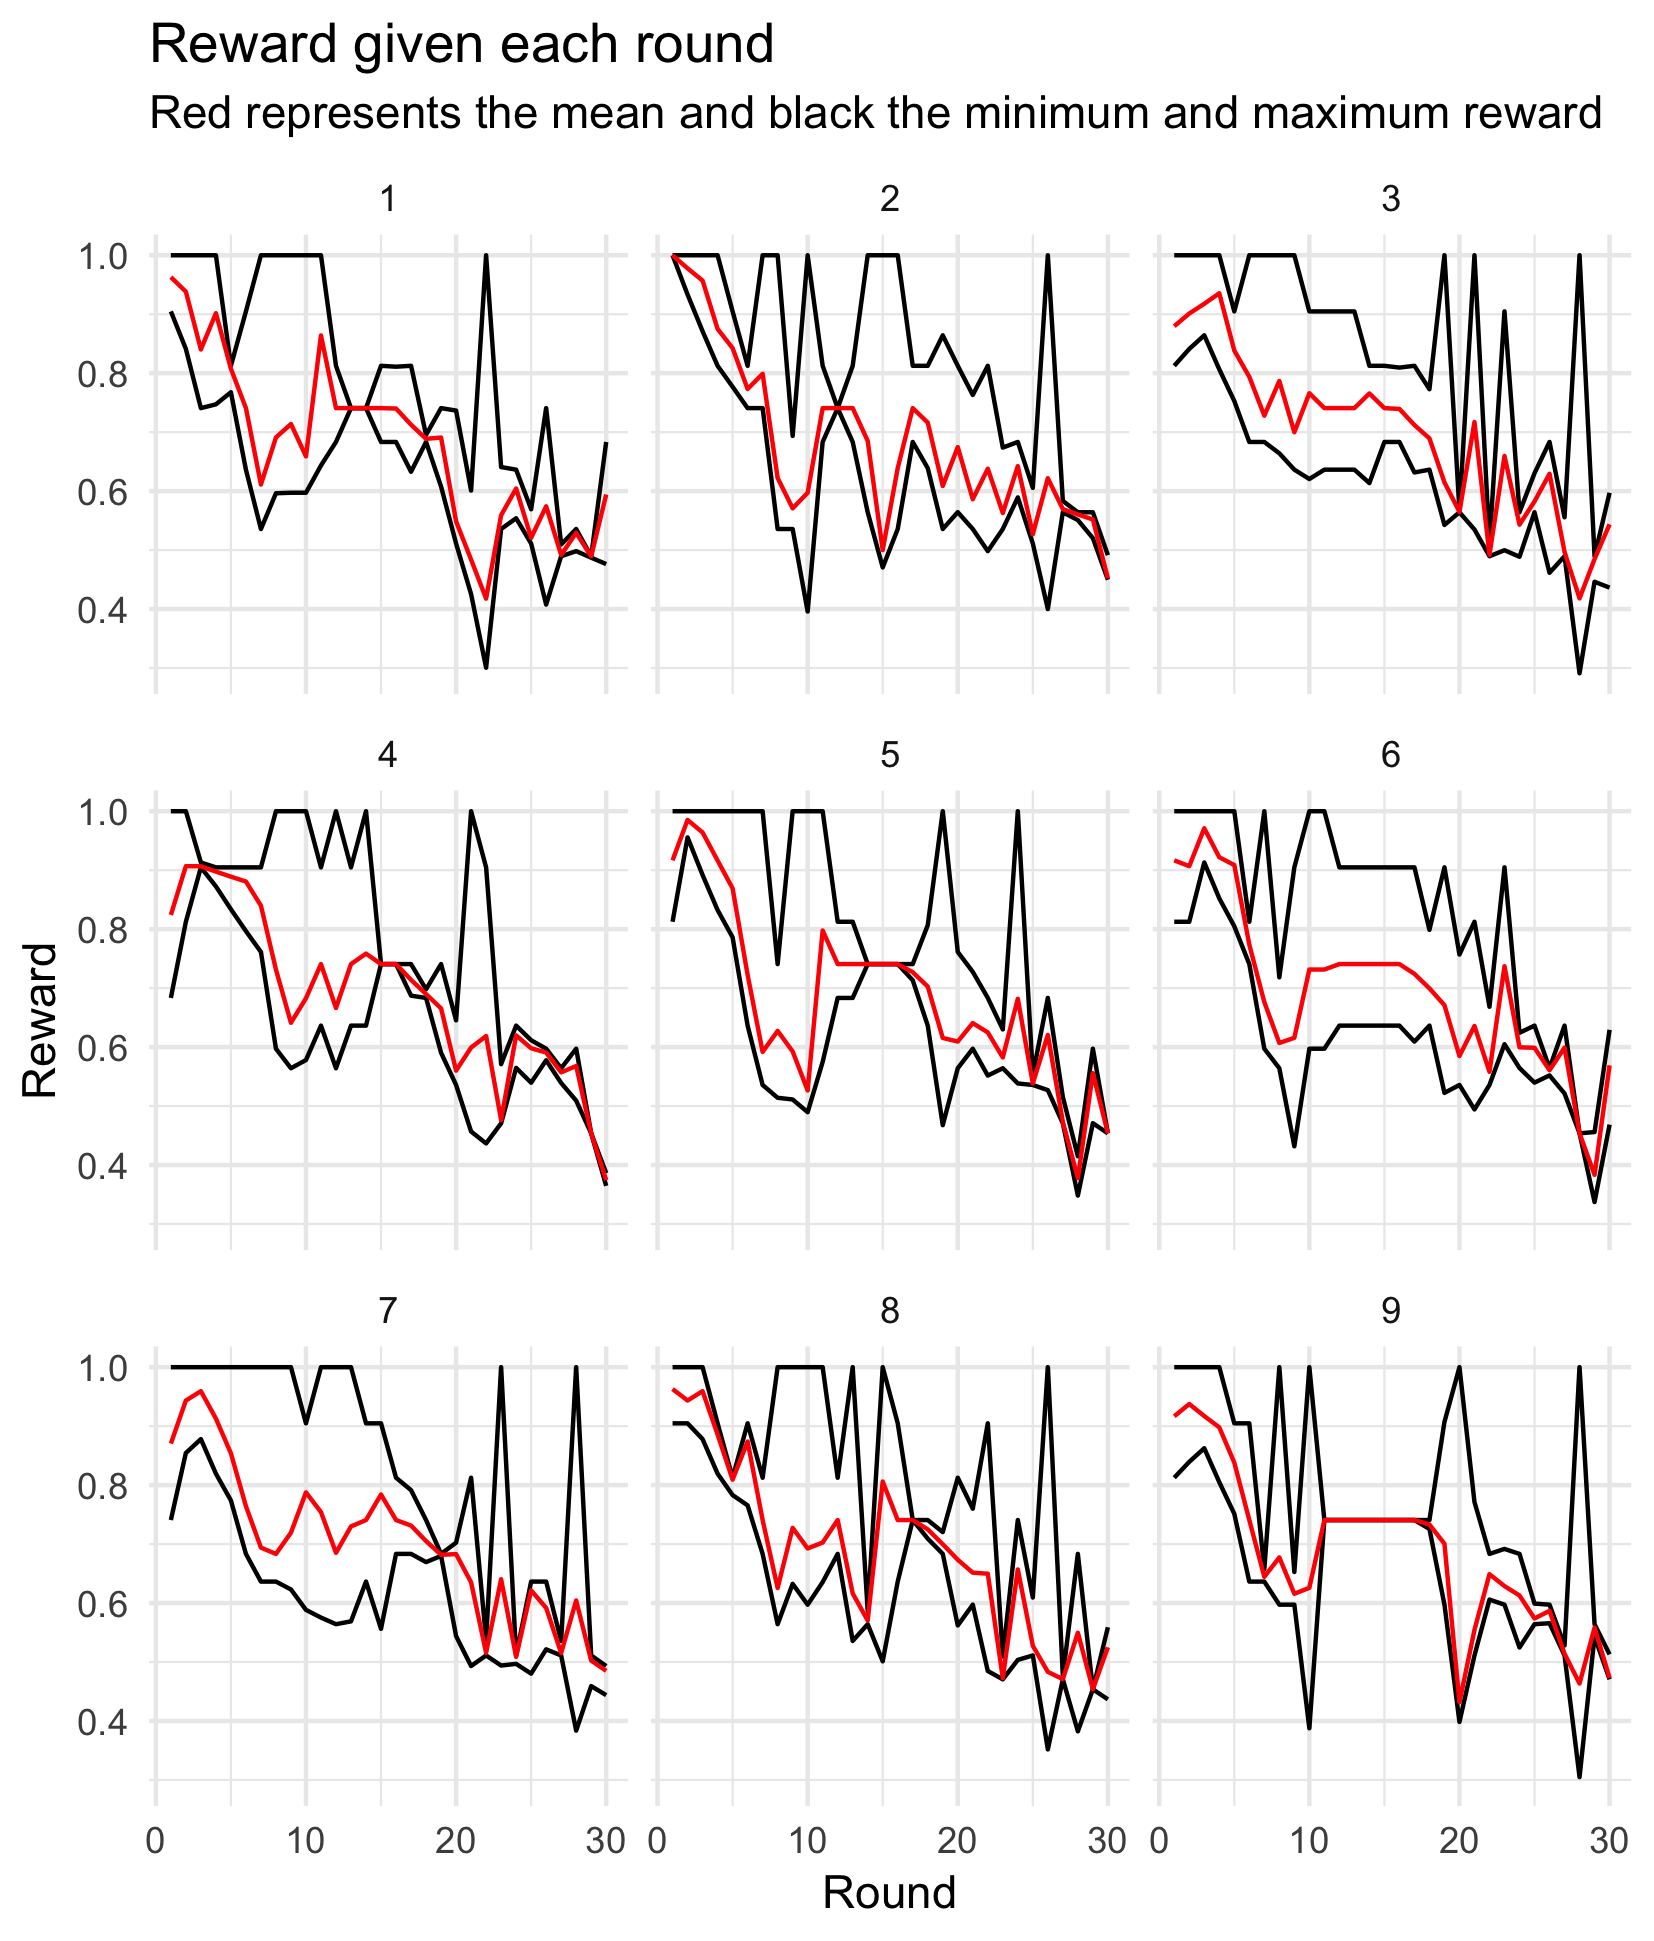 Reward given each round
Red represents the mean and black the minimum and maximum reward
1 2 3
1.0
0.8
0.6
0.4
4 5 6
1.0
0.8
0.6
0.4
Reward
7 8 9
1.0
0.8
0.6
0.4
0 10 20 30 0 10 20 30 0 10 20 30
Round